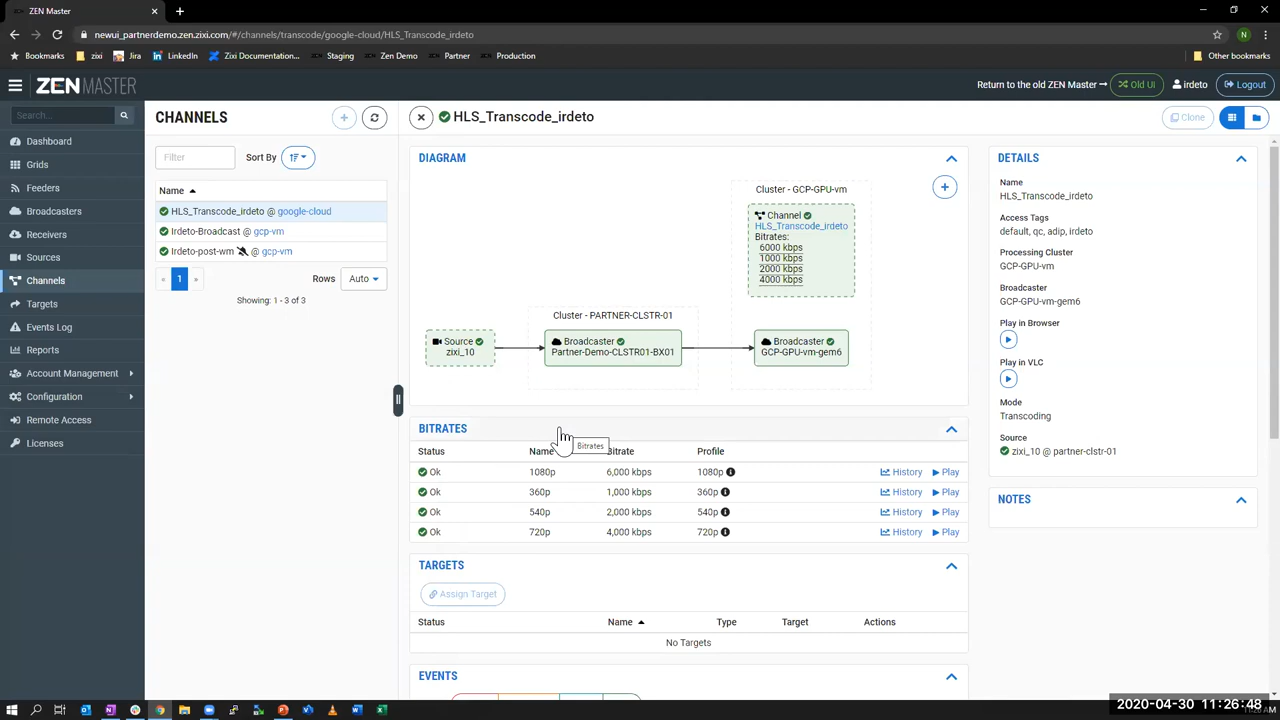 ZEN Master
newui_partnerdemo.zen.zixi.com/#/channels/transcode/google-cloud/HLS_Transcode_irdeto
Bookmarks zixi Jira LinkedIn Zixi Documentation... Staging Zen Demo Partner Production Other bookmarks
ZENMASTER
Return to the old ZEN Master Old UI irdeto Logout
Search...
Dashboard
Grids
Feeders
Broadcasters
Receivers
Sources
Channels
Targets
Events Log
Reports
Account Management
Configuration
Remote Access
Licenses
CHANNELS
Filter Sort By
Name
HLS_Transcode_irdeto @ google-cloud
Irdeto-Broadcast @ gcp-vm
Irdeto-post-wm @ gcp-vm
« 1 » Rows Auto
Showing: 1 - 3 of 3
HLS_Transcode_irdeto Clone
DIAGRAM
Cluster - GCP-GPU-vm
Channel
HLS_Transcode_irdeto
Bitrates:
6000 kbps
1000 kbps
2000 kbps
4000 kbps
Cluster - PARTNER-CLSTR-01
Source
zixi_10
Broadcaster
Partner-Demo-CLSTR01-BX01
Broadcaster
GCP-GPU-vm-gem6
BITRATES
Bitrates
Status Name Bitrate Profile
Ok 1080p 6,000 kbps 1080p History Play
Ok 360p 1,000 kbps 360p History Play
Ok 540p 2,000 kbps 540p History Play
Ok 720p 4,000 kbps 720p History Play
TARGETS
Assign Target
Status Name Type Target Actions
No Targets
EVENTS
DETAILS
Name
HLS_Transcode_irdeto
Access Tags
default, qc, adip, irdeto
Processing Cluster
GCP-GPU-vm
Broadcaster
GCP-GPU-vm-gem6
Play in Browser
Play in VLC
Mode
Transcoding
Source
zixi_10 @ partner-clstr-01
NOTES
2020-04-30 11:26:48